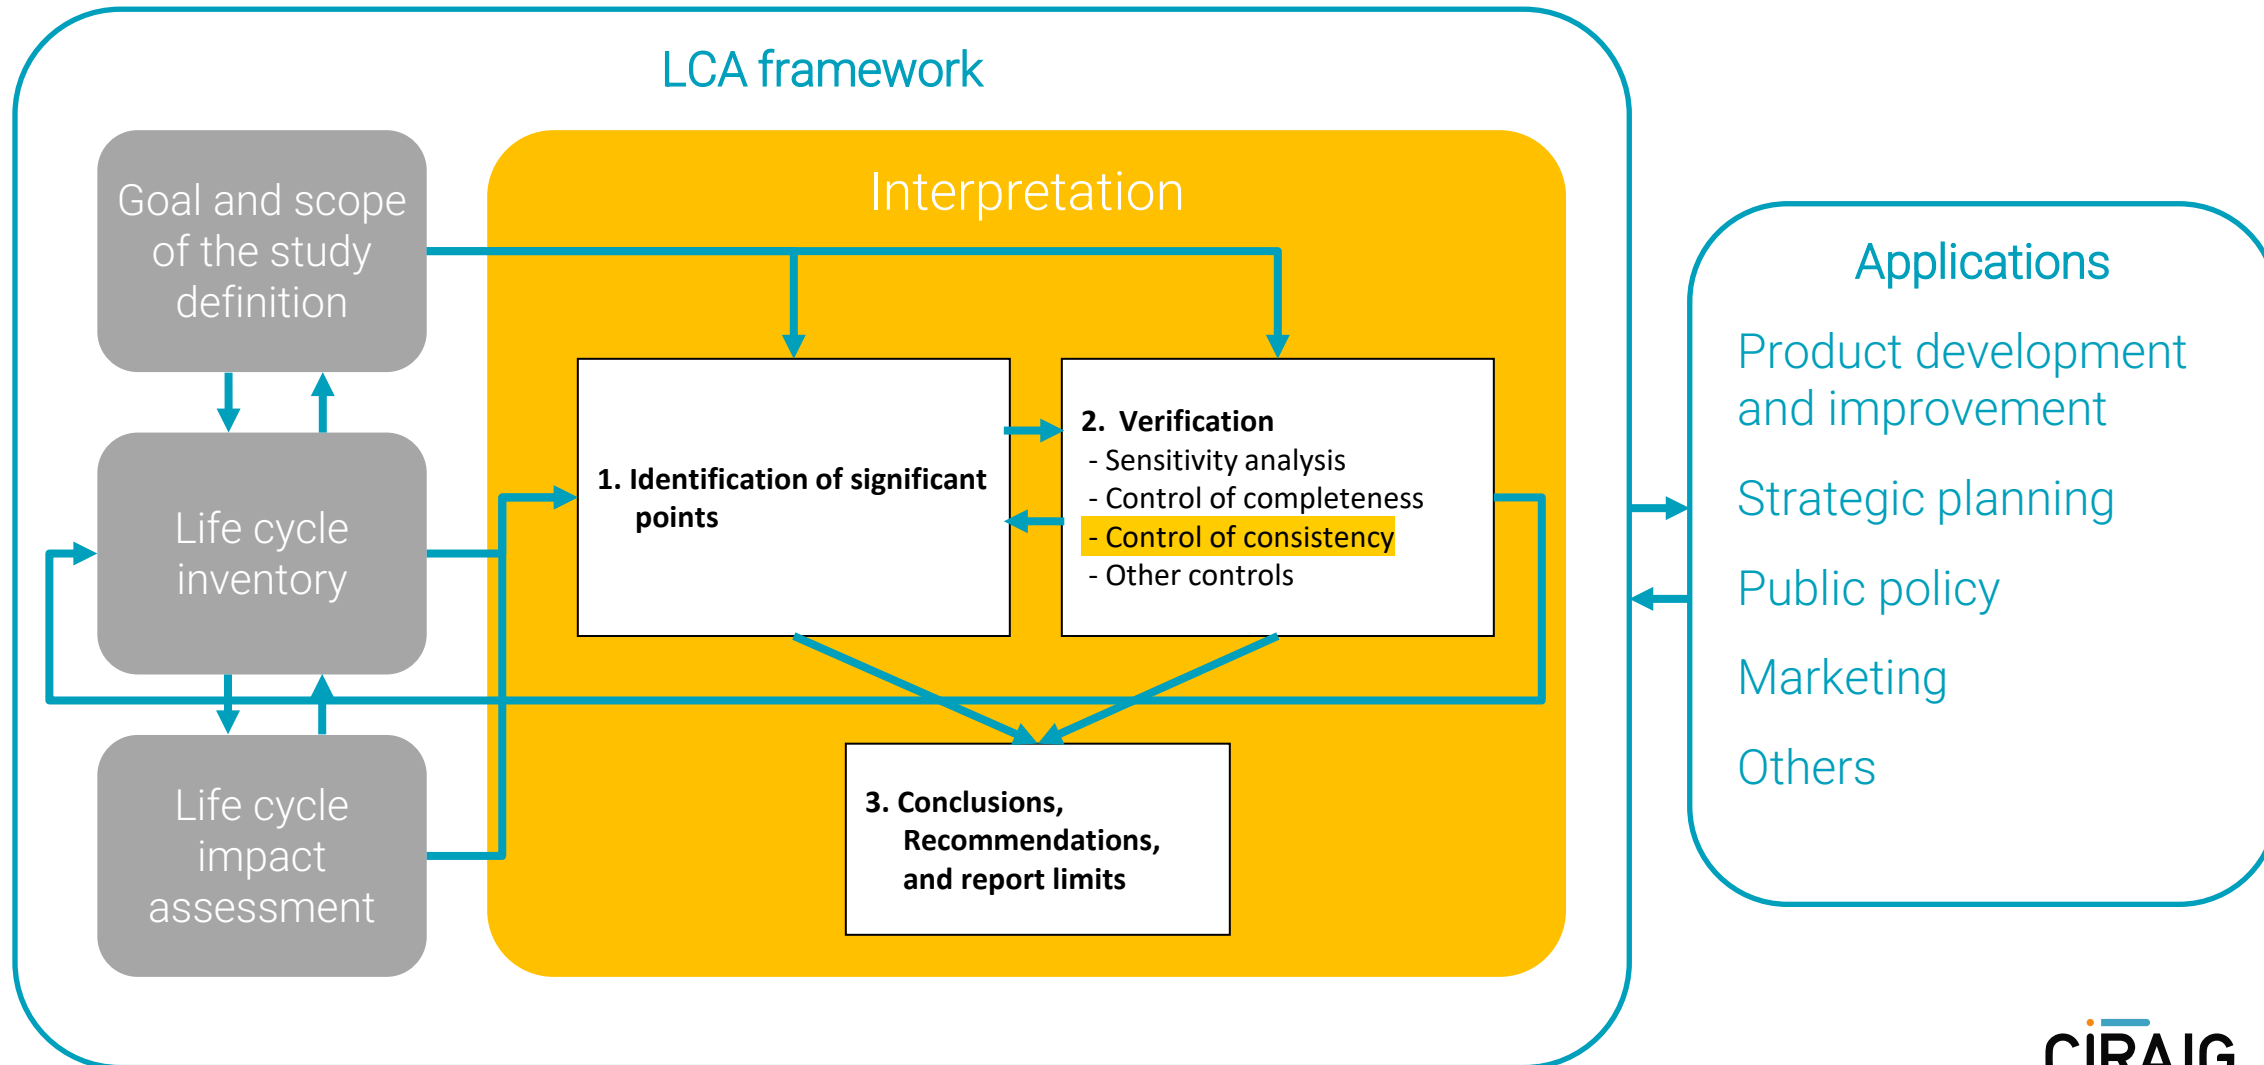 LCA framework
Goal and scope
of the study
definition
Life cycle
inventory
Life cycle
impact
assessment
Interpretation
1. Identification of significant
points
2. Verification
- Sensitivity analysis
- Control of completeness
- Control of consistency
- Other controls
3. Conclusions,
Recommendations,
and report limits
Applications
Product development
and improvement
Strategic planning
Public policy
Marketing
Others
CIRAIG